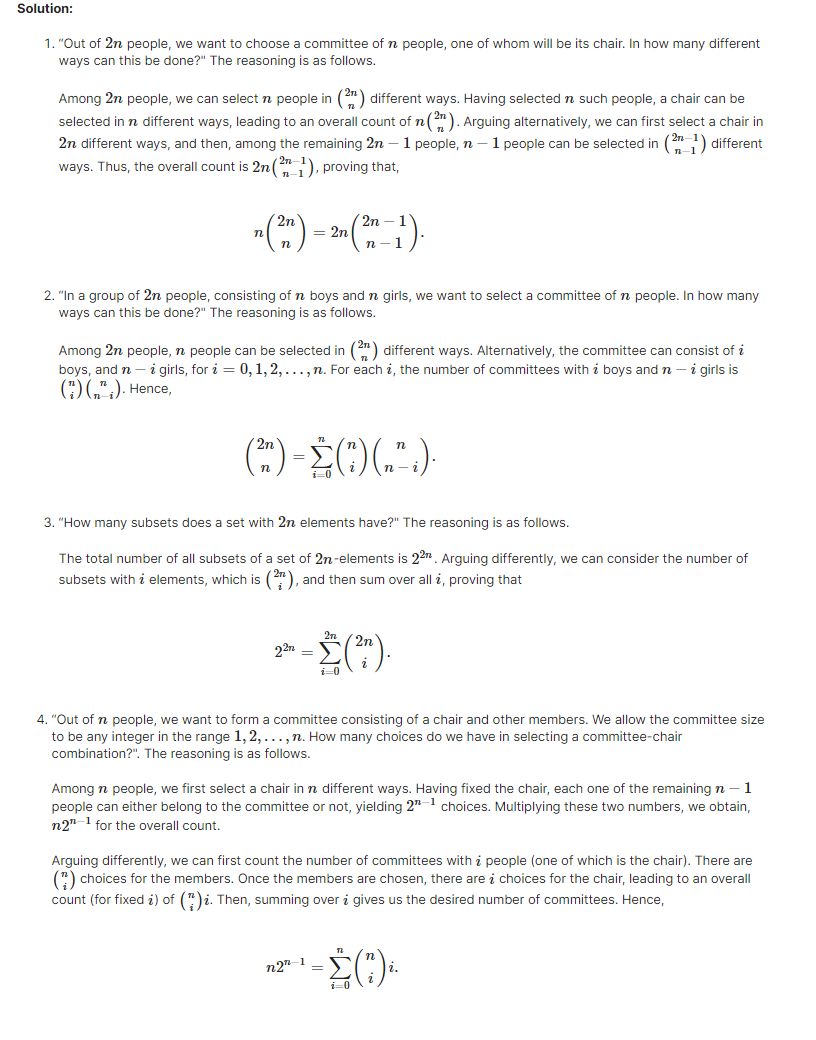 Solution:
1. "Out of 2n people, we want to choose a committee of n people, one of whom will be its chair. In how many different
ways can this be done?" The reasoning is as follows.
Among 2n people, we can select n people in \binom{2n}{n} different ways. Having selected n such people, a chair can be
selected in n different ways, leading to an overall count of n\binom{2n}{n}. Arguing alternatively, we can first select a chair in
2n different ways, and then, among the remaining 2n − 1 people, n − 1 people can be selected in \binom{2n−1}{n−1} different
ways. Thus, the overall count is 2n\binom{2n−1}{n−1}, proving that,
n\binom{2n}{n} = 2n\binom{2n − 1}{n − 1}.
2. "In a group of 2n people, consisting of n boys and n girls, we want to select a committee of n people. In how many
ways can this be done?" The reasoning is as follows.
Among 2n people, n people can be selected in \binom{2n}{n} different ways. Alternatively, the committee can consist of i
boys, and n − i girls, for i = 0, 1, 2, . . . , n. For each i, the number of committees with i boys and n − i girls is
\binom{n}{i}\binom{n}{n−i}. Hence,
\binom{2n}{n} = \sum_{i=0}^{n} \binom{n}{i}\binom{n}{n − i}.
3. "How many subsets does a set with 2n elements have?" The reasoning is as follows.
The total number of all subsets of a set of 2n-elements is 2^{2n}. Arguing differently, we can consider the number of
subsets with i elements, which is \binom{2n}{i}, and then sum over all i, proving that
2^{2n} = \sum_{i=0}^{2n} \binom{2n}{i}.
4. "Out of n people, we want to form a committee consisting of a chair and other members. We allow the committee size
to be any integer in the range 1, 2, . . . , n. How many choices do we have in selecting a committee-chair
combination?". The reasoning is as follows.
Among n people, we first select a chair in n different ways. Having fixed the chair, each one of the remaining n − 1
people can either belong to the committee or not, yielding 2^{n−1} choices. Multiplying these two numbers, we obtain,
n2^{n−1} for the overall count.
Arguing differently, we can first count the number of committees with i people (one of which is the chair). There are
\binom{n}{i} choices for the members. Once the members are chosen, there are i choices for the chair, leading to an overall
count (for fixed i) of \binom{n}{i}i. Then, summing over i gives us the desired number of committees. Hence,
n2^{n−1} = \sum_{i=0}^{n} \binom{n}{i}i.